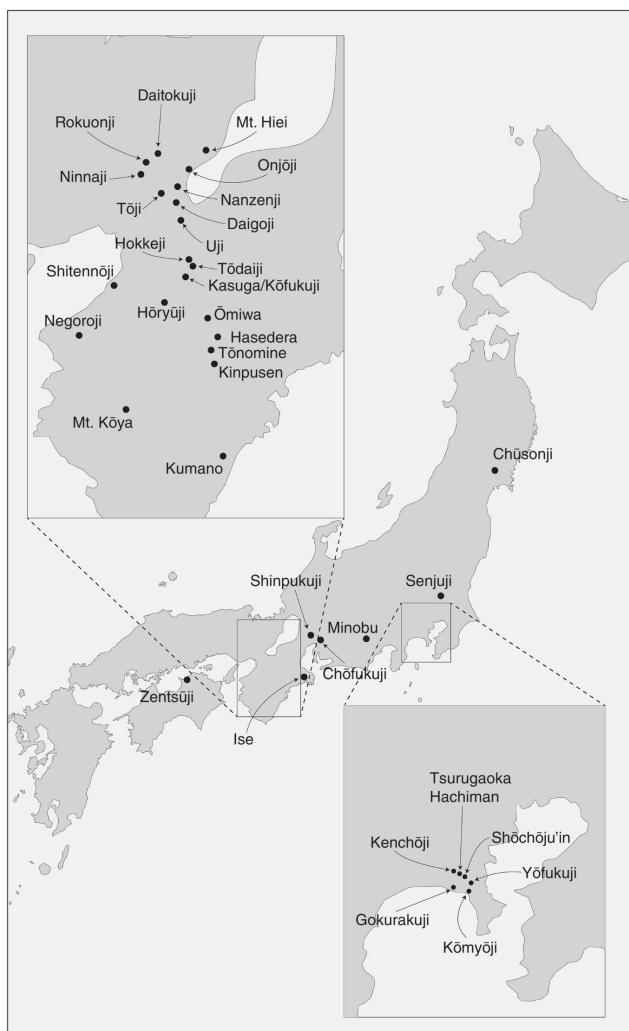 Daitokuji
Rokuonji
Mt. Hiei
Ninnaji
Onjōji
Tōji
Nanzenji
Daigoji
Uji
Hokkeji
Shitennōji
Tōdaiji
Kasuga/Kōfukuji
Hōryūji
Ōmiwa
Negoroji
Hasedera
Tōnomine
Kinpusen
Mt. Kōya
Kumano
Chūsonji
Shinpukuji
Senjuji
Minobu
Chōfukuji
Zentsūji
Ise
Tsurugaoka
Hachiman
Kenchōji
Shōchōju’in
Yōfukuji
Gokurakuji
Kōmyōji